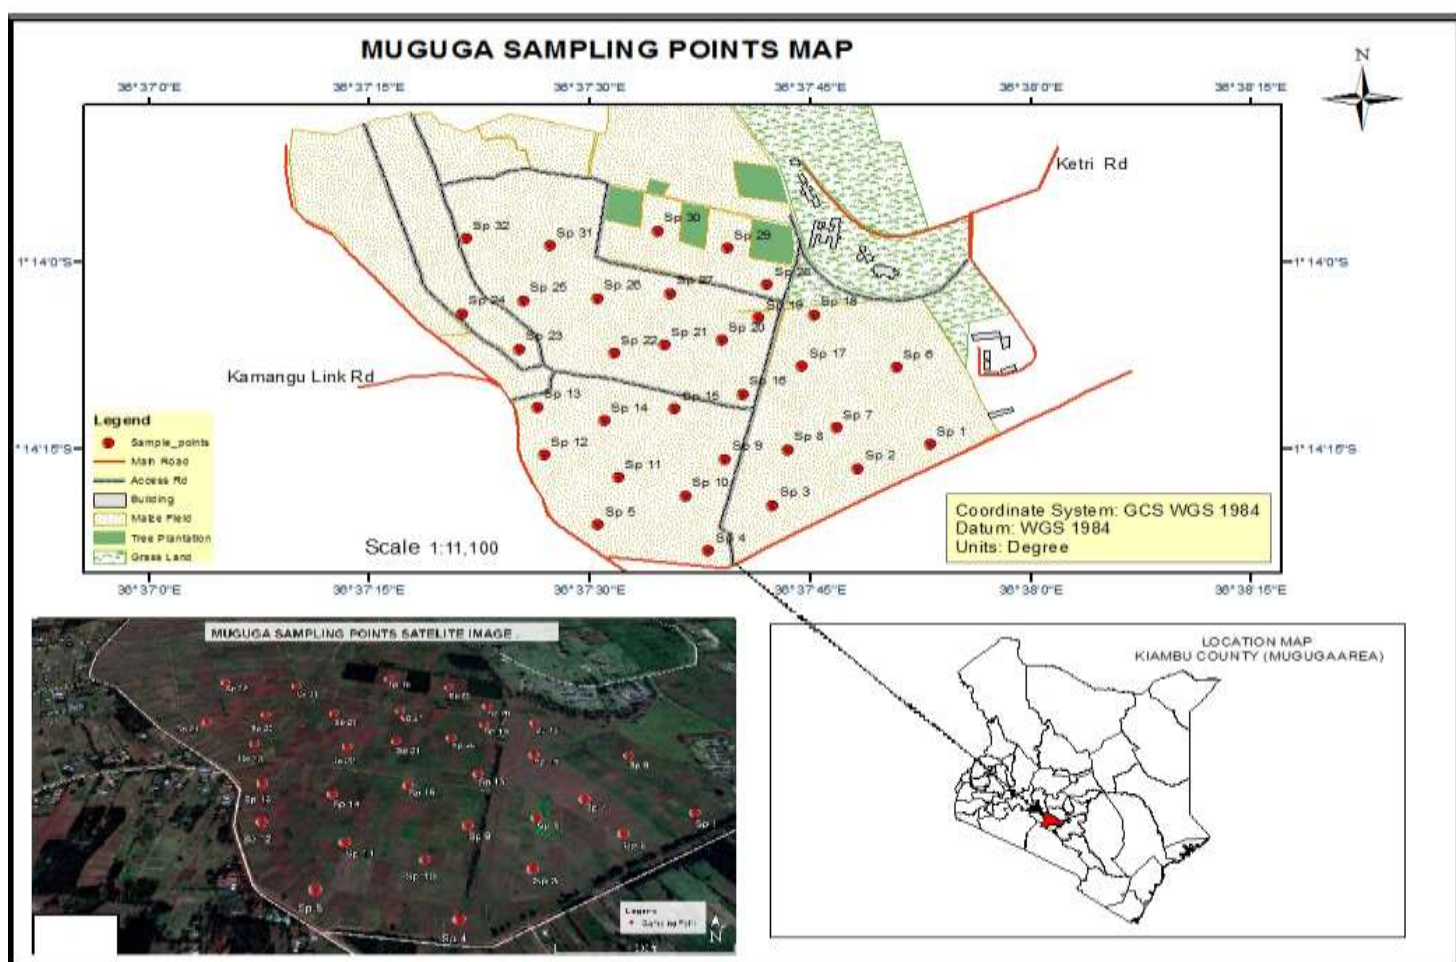 MUGUGA SAMPLING POINTS MAP
N
36°37'0"E 36°37'15"E 36°37'30"E 36°37'45"E 36°38'0"E 36°38'15"E
Ketri Rd
Sp 30
Sp 32
Sp 31
Sp 29
1°14'0"S 1°14'0"S
Sp 28
Sp 27
Sp 26
Sp 25
Sp 24
Sp 19
Sp 18
Sp 20
Sp 21
Sp 22
Sp 23
Sp 17
Sp 6
Kamangu Link Rd
Sp 16
Sp 15
Sp 13
Sp 14
Sp 7
Sp 1
Sp 8
Sp 12
Sp 9
Sp 2
1°14'15"S 1°14'15"S
Sp 11
Sp 10
Sp 3
Sp 5
Sp 4
Legend
Sample_points
Main Road
Access Rd
Building
Maize Field
Tree Plantation
Grass Land
Scale 1:11,100
Coordinate System: GCS WGS 1984
Datum: WGS 1984
Units: Degree
36°37'0"E 36°37'15"E 36°37'30"E 36°37'45"E 36°38'0"E 36°38'15"E
MUGUGA SAMPLING POINTS SATELITE IMAGE
Sp 5
Sp 4
Legend
N
LOCATION MAP
KIAMBU COUNTY (MUGUGAAREA)